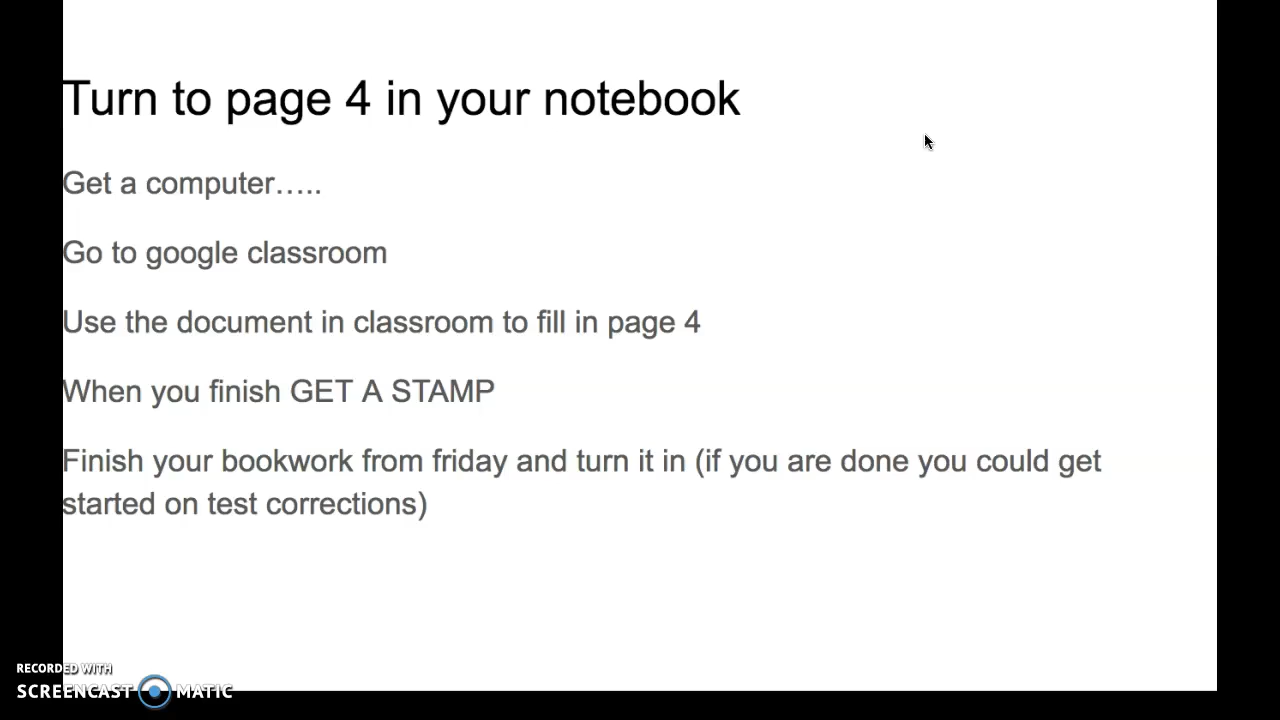 Turn to page 4 in your notebook
Get a computer…..
Go to google classroom
Use the document in classroom to fill in page 4
When you finish GET A STAMP
Finish your bookwork from friday and turn it in (if you are done you could get
started on test corrections)
RECORDED WITH
SCREENCAST MATIC